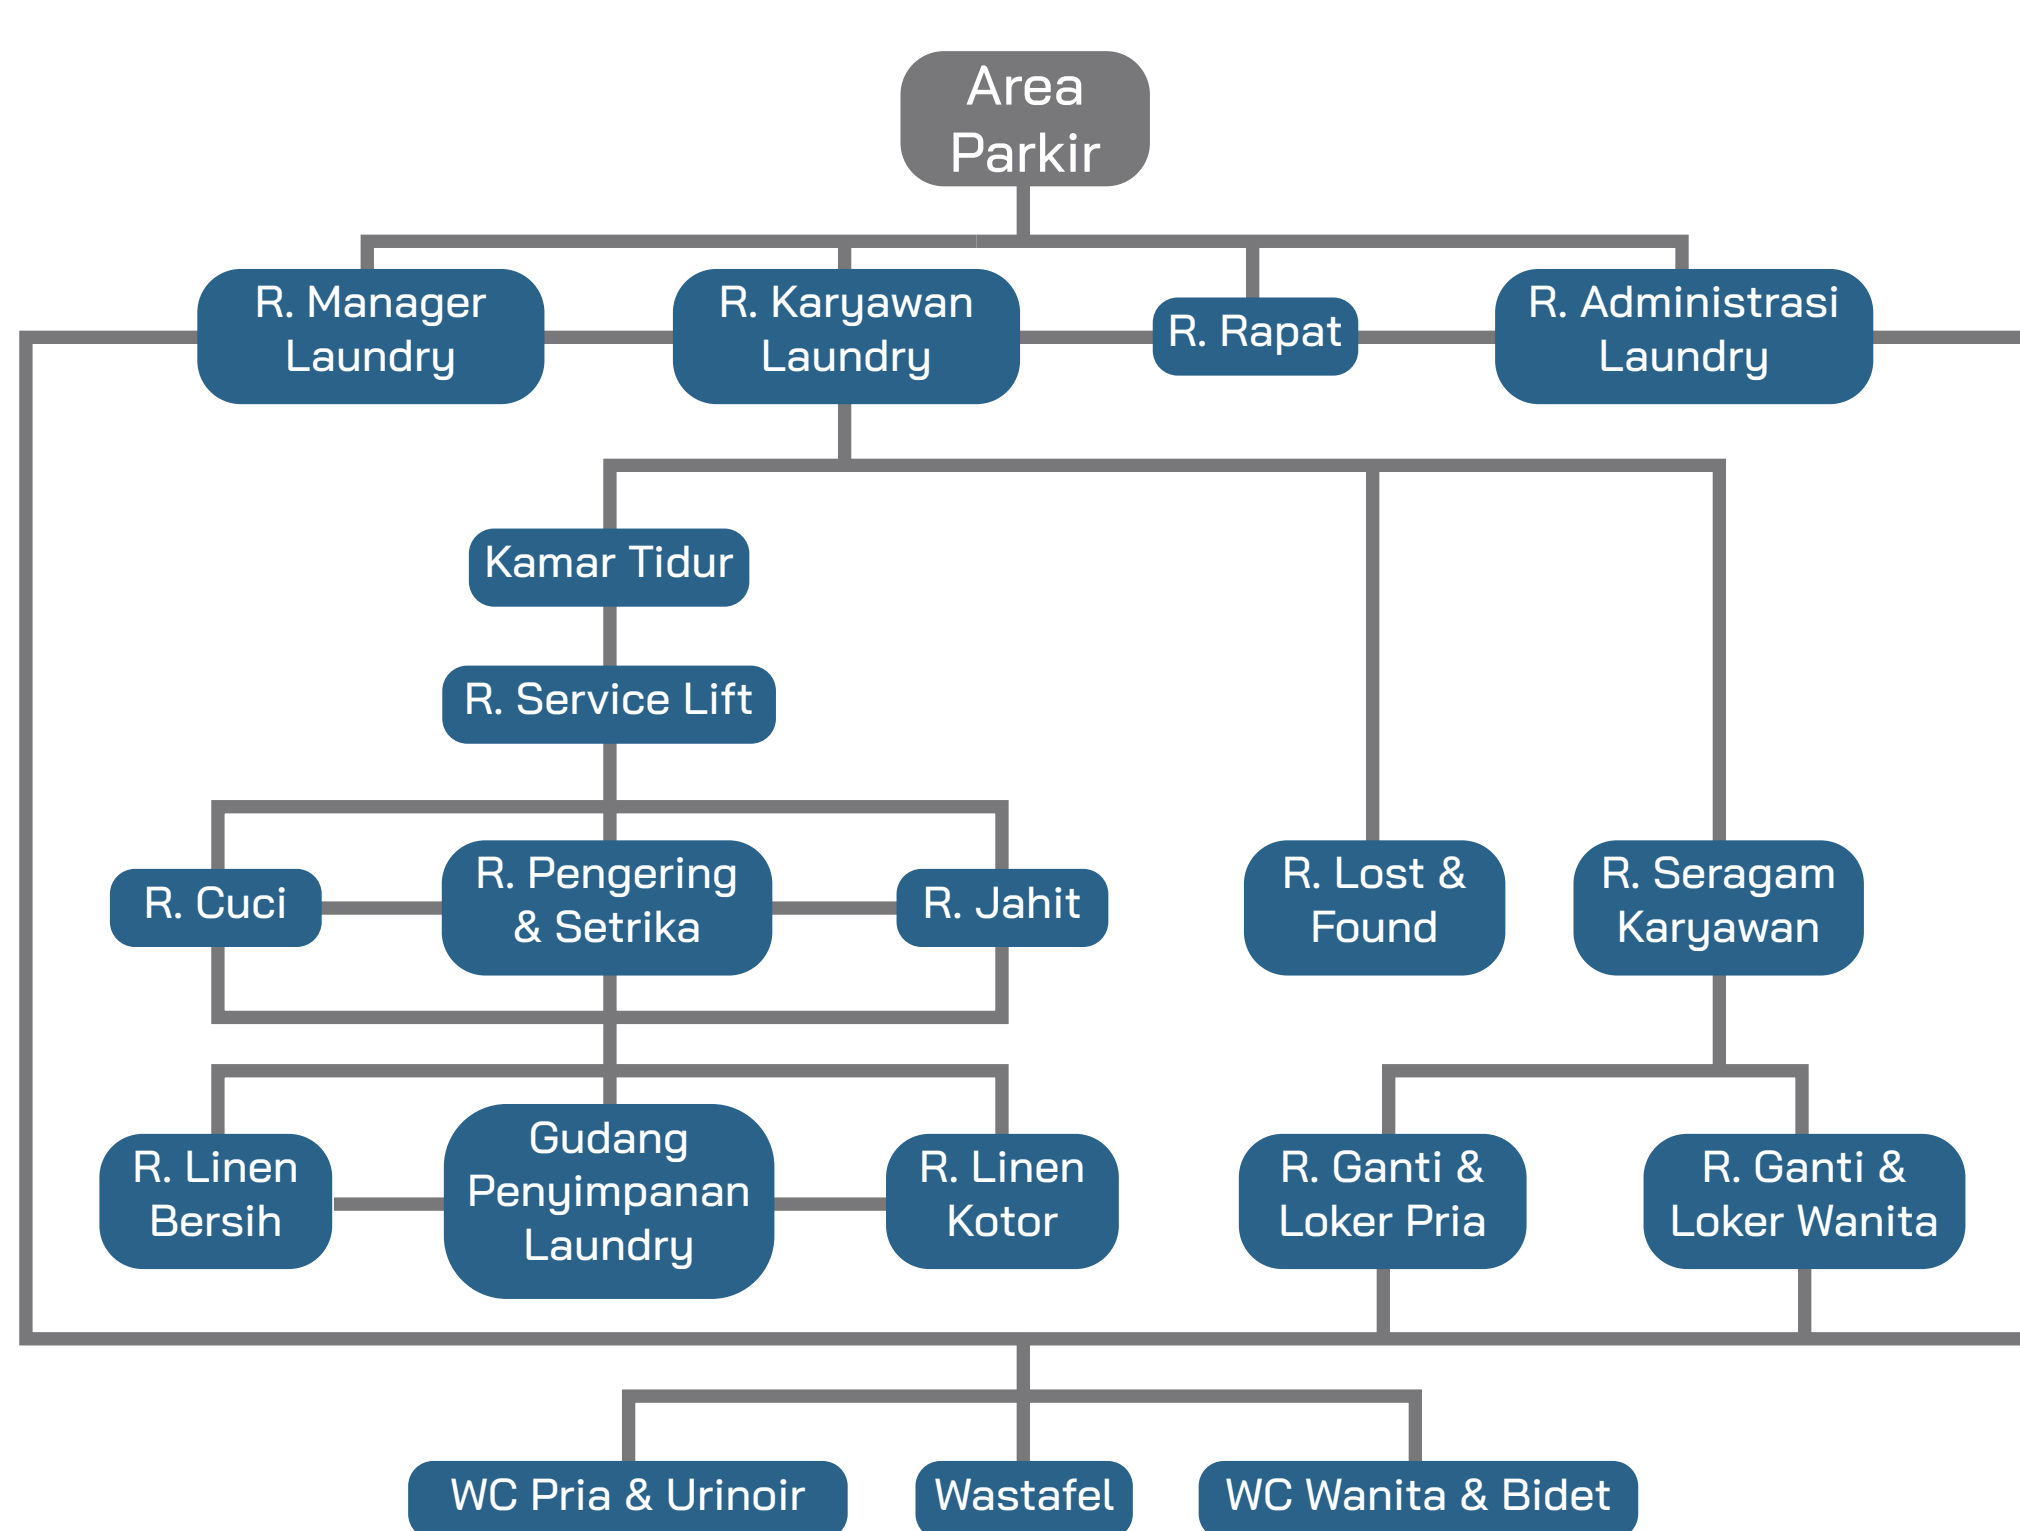 Area
Parkir
R. Manager
Laundry
R. Karyawan
Laundry
R. Rapat
R. Administrasi
Laundry
Kamar Tidur
R. Service Lift
R. Cuci
R. Pengering
& Setrika
R. Jahit
R. Lost &
Found
R. Seragam
Karyawan
R. Linen
Bersih
Gudang
Penyimpanan
Laundry
R. Linen
Kotor
R. Ganti &
Loker Pria
R. Ganti &
Loker Wanita
WC Pria & Urinoir
Wastafel
WC Wanita & Bidet